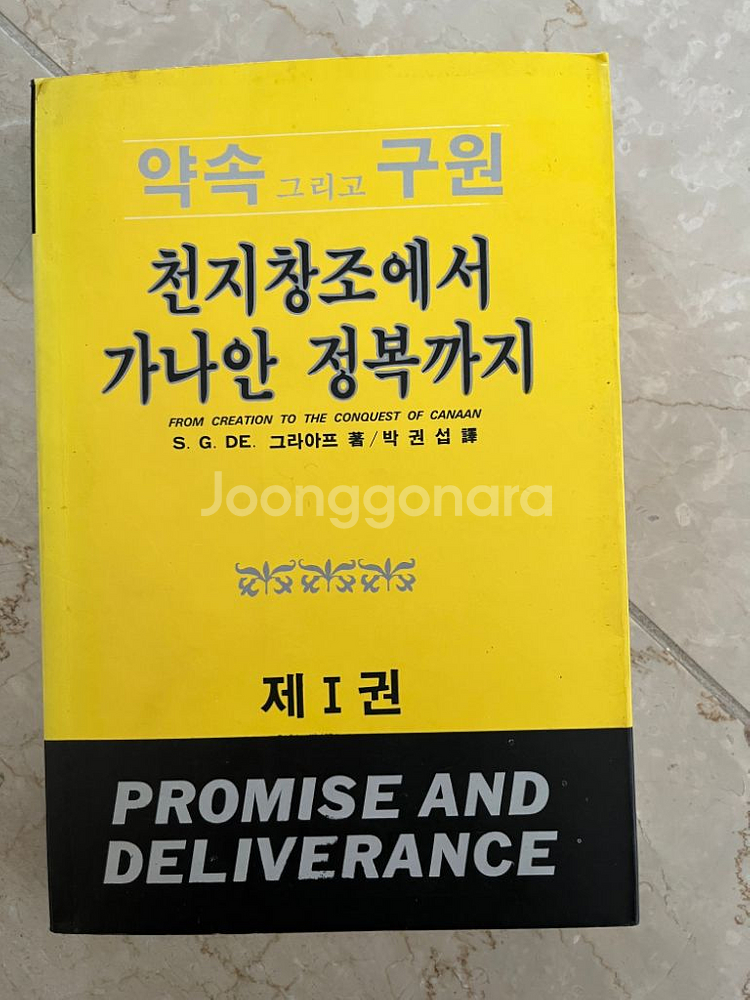 약속 그리고 구원
천지창조에서
가나안 정복까지
FROM CREATION TO THE CONQUEST OF CANAAN
S. G. DE. 그라아프 著/박 권 섭 譯
Joonggonara
제 I 권
PROMISE AND
DELIVERANCE